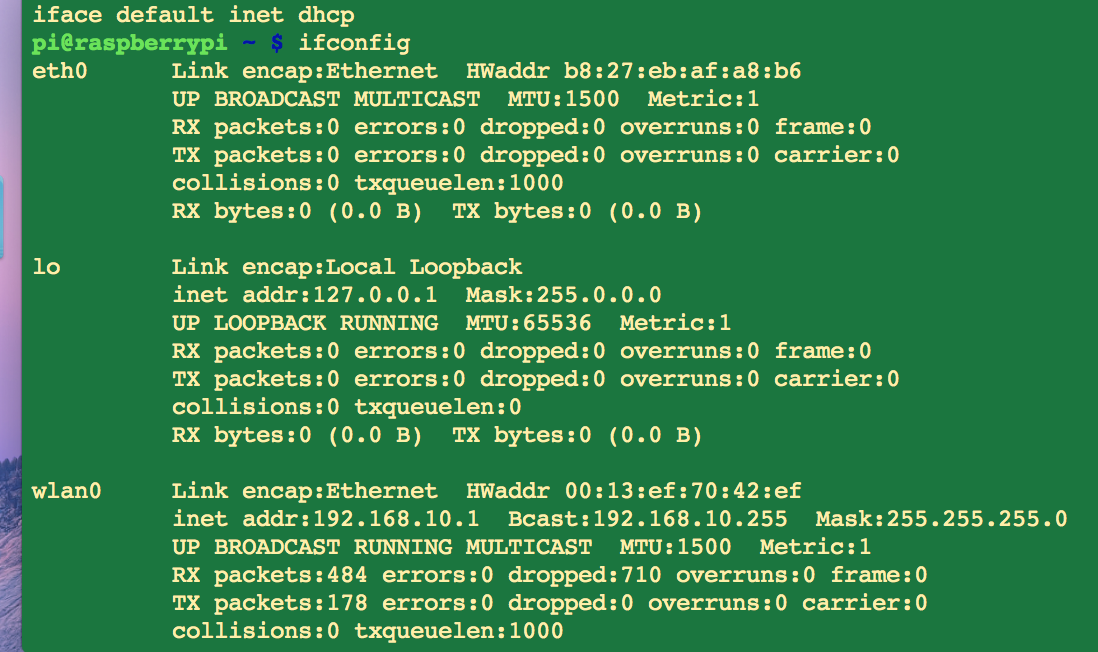 iface default inet dhcp
pi@raspberrypi ~ $ ifconfig
eth0      Link encap:Ethernet  HWaddr b8:27:eb:af:a8:b6
          UP BROADCAST MULTICAST  MTU:1500  Metric:1
          RX packets:0 errors:0 dropped:0 overruns:0 frame:0
          TX packets:0 errors:0 dropped:0 overruns:0 carrier:0
          collisions:0 txqueuelen:1000
          RX bytes:0 (0.0 B)  TX bytes:0 (0.0 B)

lo        Link encap:Local Loopback
          inet addr:127.0.0.1  Mask:255.0.0.0
          UP LOOPBACK RUNNING  MTU:65536  Metric:1
          RX packets:0 errors:0 dropped:0 overruns:0 frame:0
          TX packets:0 errors:0 dropped:0 overruns:0 carrier:0
          collisions:0 txqueuelen:0
          RX bytes:0 (0.0 B)  TX bytes:0 (0.0 B)

wlan0     Link encap:Ethernet  HWaddr 00:13:ef:70:42:ef
          inet addr:192.168.10.1  Bcast:192.168.10.255  Mask:255.255.255.0
          UP BROADCAST RUNNING MULTICAST  MTU:1500  Metric:1
          RX packets:484 errors:0 dropped:710 overruns:0 frame:0
          TX packets:178 errors:0 dropped:0 overruns:0 carrier:0
          collisions:0 txqueuelen:1000